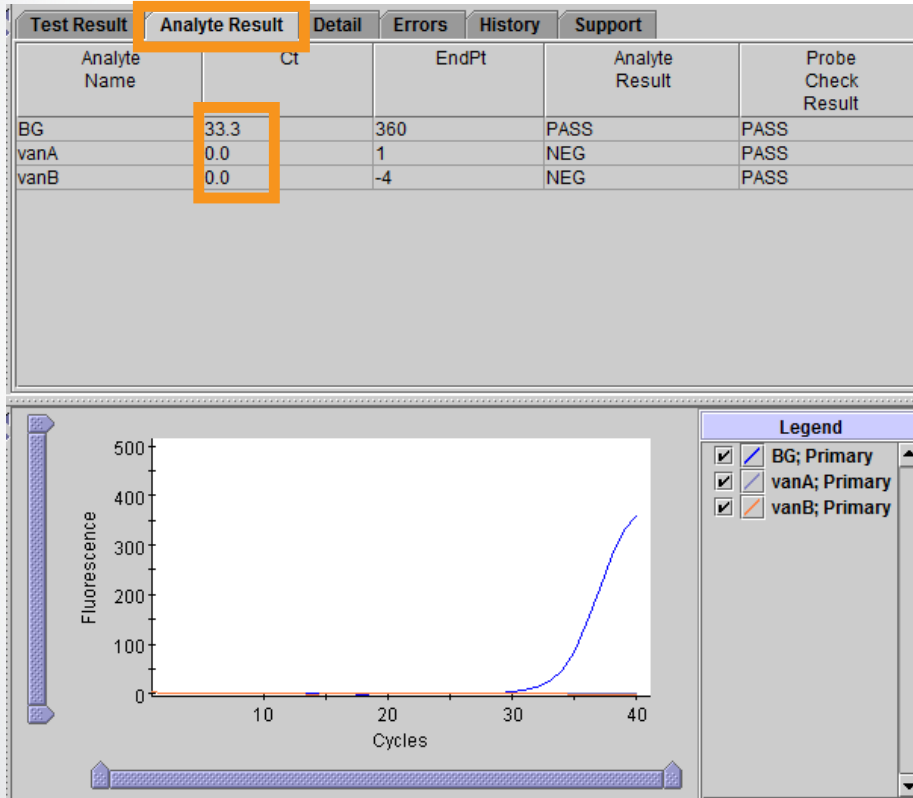 Test Result Analyte Result Detail Errors History Support
Analyte Name Ct EndPt Analyte Result Probe Check Result
BG 33.3 360 PASS PASS
vanA 0.0 1 NEG PASS
vanB 0.0 -4 NEG PASS
Legend
BG; Primary
vanA; Primary
vanB; Primary
Fluorescence
500
400
300
200
100
0
10 20 30 40
Cycles